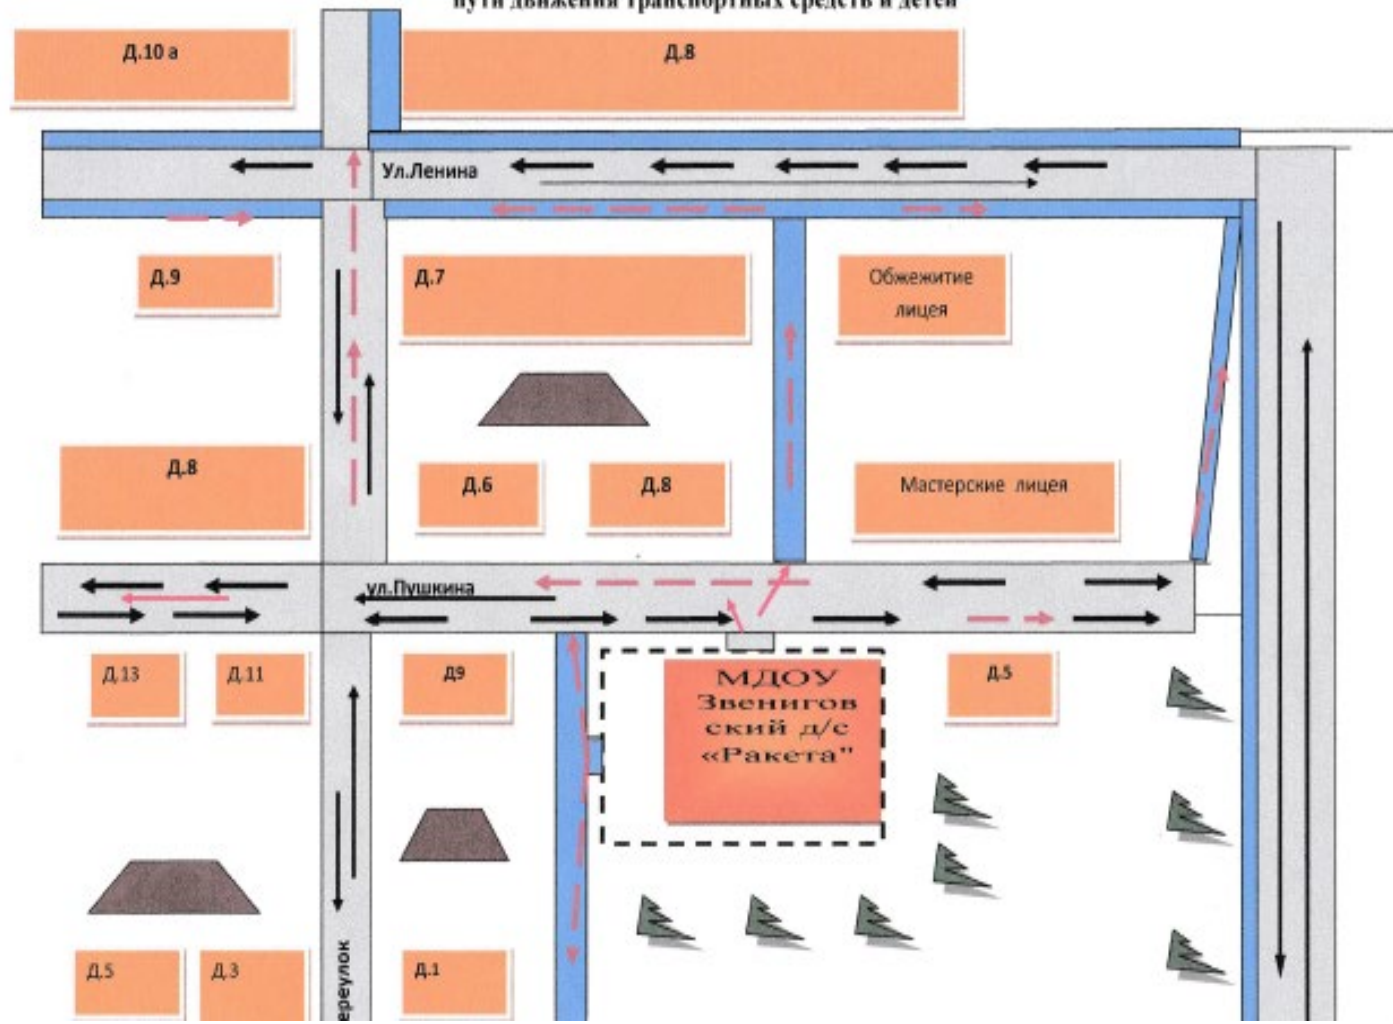 пути движения транспортных средств и детей
Д.10 а
Д.8
Ул.Ленина
Д.9
Д.7
Обжежитие
лицея
Д.8
Д.6
Д.8
Мастерские лицея
ул.Пушкина
Д.13
Д.11
Д9
МДОУ
Звенигов
ский д/с
«Ракета"
Д.5
Д.5
Д.3
ереулок
Д.1